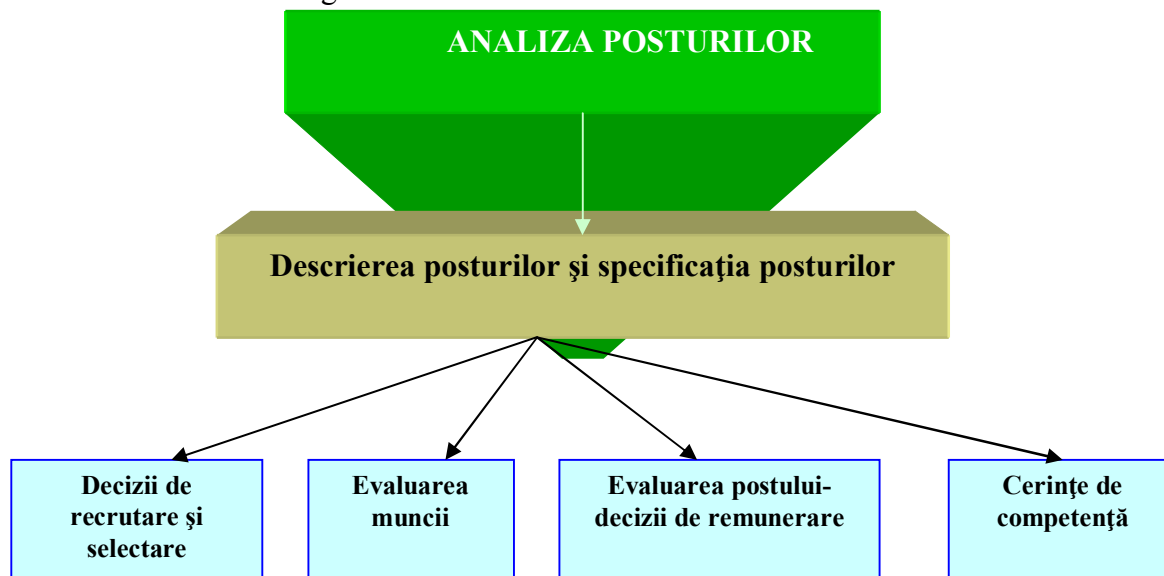 ANALIZA POSTURILOR
Descrierea posturilor şi specificaţia posturilor
Decizii de
recrutare şi
selectare
Evaluarea
muncii
Evaluarea postului-
decizii de remunerare
Cerinţe de
competenţă